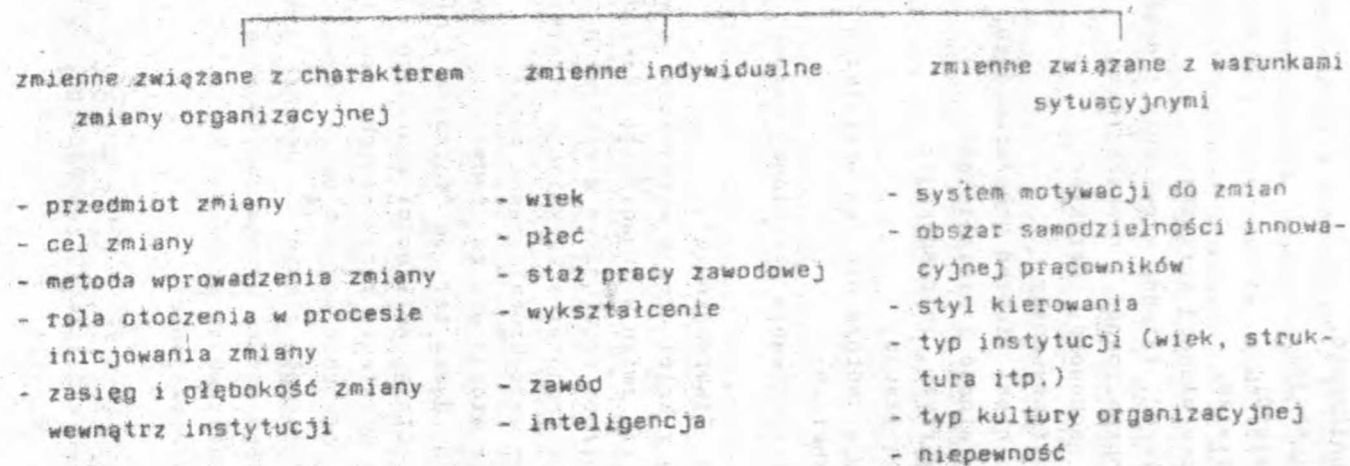 zmienne związane z charakterem
zmiany organizacyjnej
- przedmiot zmiany
- cel zmiany
- metoda wprowadzenia zmiany
- rola otoczenia w procesie
inicjowania zmiany
- zasięg i głębokość zmiany
wewnątrz instytucji
zmienne indywidualne
- wiek
- płeć
- staż pracy zawodowej
- wykształcenie
- zawód
- inteligencja
zmienne związane z warunkami
sytuacyjnymi
- system motywacji do zmian
- obszar samodzielności innowa-
cyjnej pracowników
- styl kierowania
- typ instytucji (wiek, struk-
tura itp.)
- typ kultury organizacyjnej
- niepewność